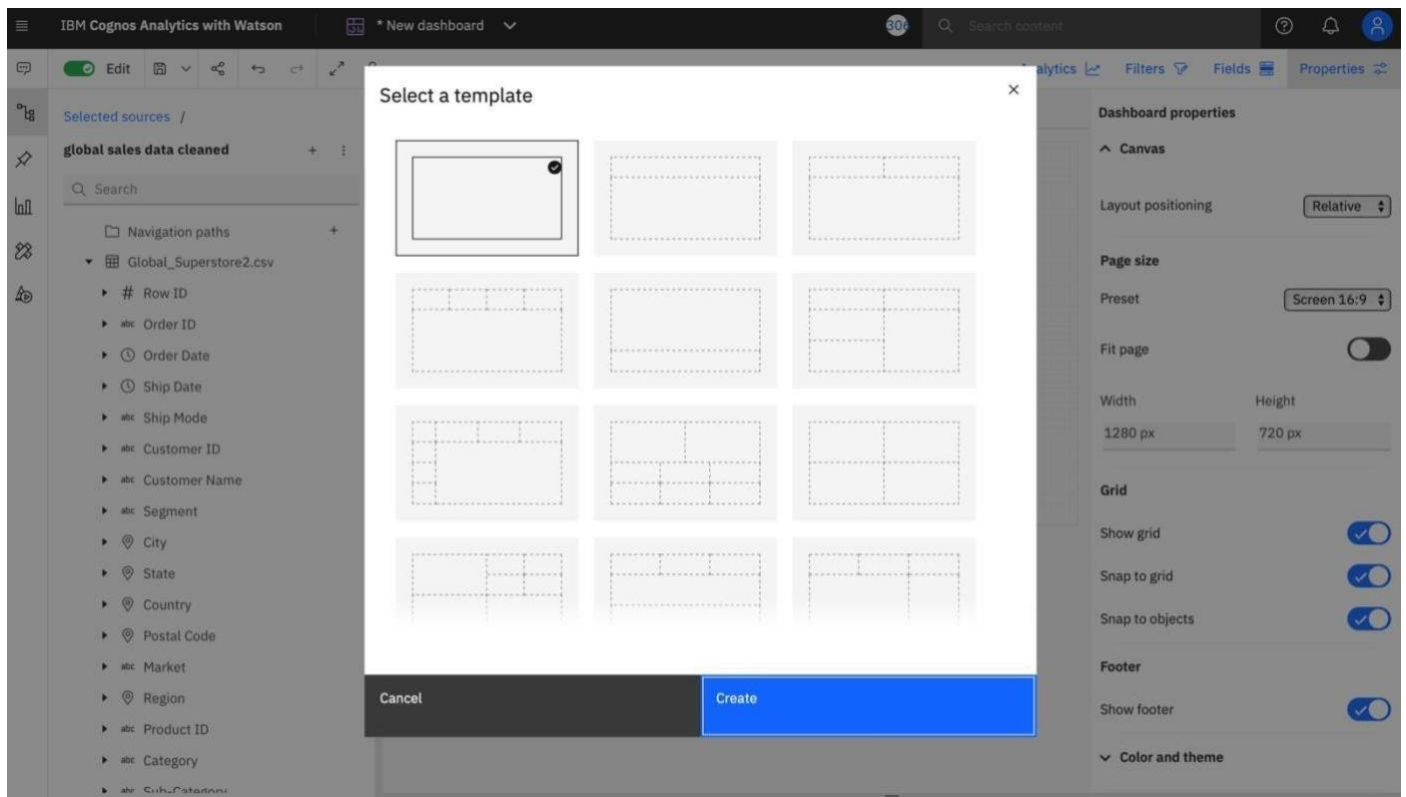 IBM Cognos Analytics with Watson
* New dashboard
306
Search content
Edit
Filters
Fields
Properties
Selected sources /
global sales data cleaned
Search
Navigation paths
Global_Superstore2.csv
# Row ID
abc Order ID
Order Date
Ship Date
abc Ship Mode
abc Customer ID
abc Customer Name
abc Segment
City
State
Country
Postal Code
abc Market
Region
abc Product ID
abc Category
abc Sub-Category
Select a template
Cancel
Create
Dashboard properties
Canvas
Layout positioning
Relative
Page size
Preset
Screen 16:9
Fit page
Width
Height
1280 px
720 px
Grid
Show grid
Snap to grid
Snap to objects
Footer
Show footer
Color and theme